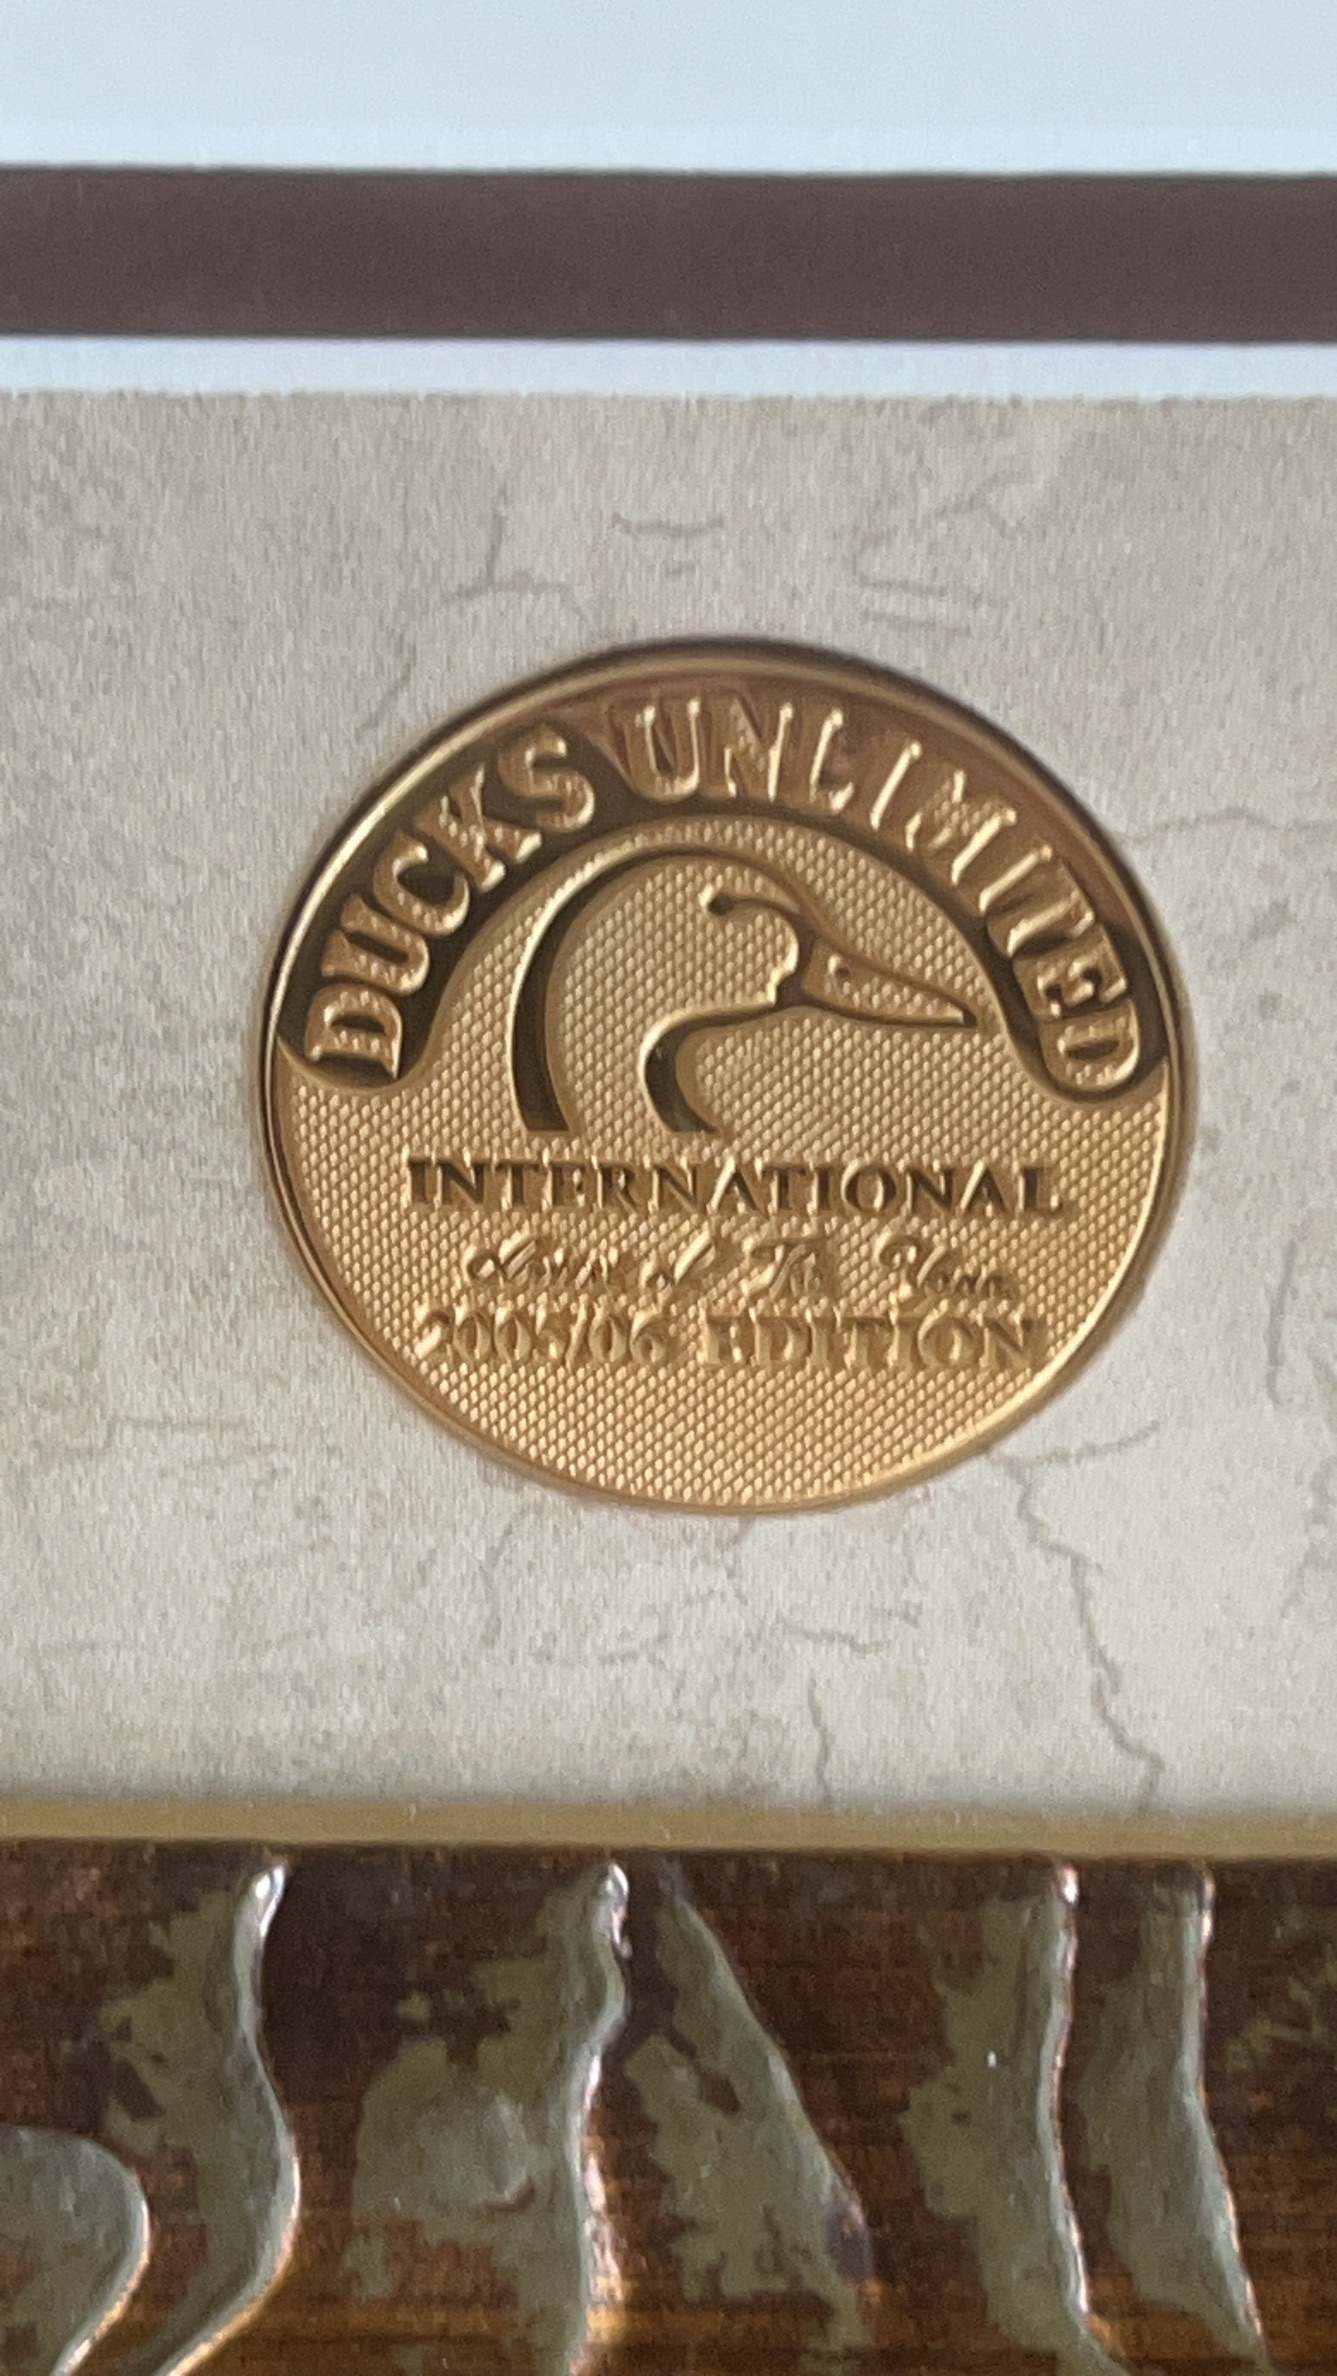 DUCKS UNLIMITED
INTERNATIONAL
Artist of The Year
2005/06 EDITION